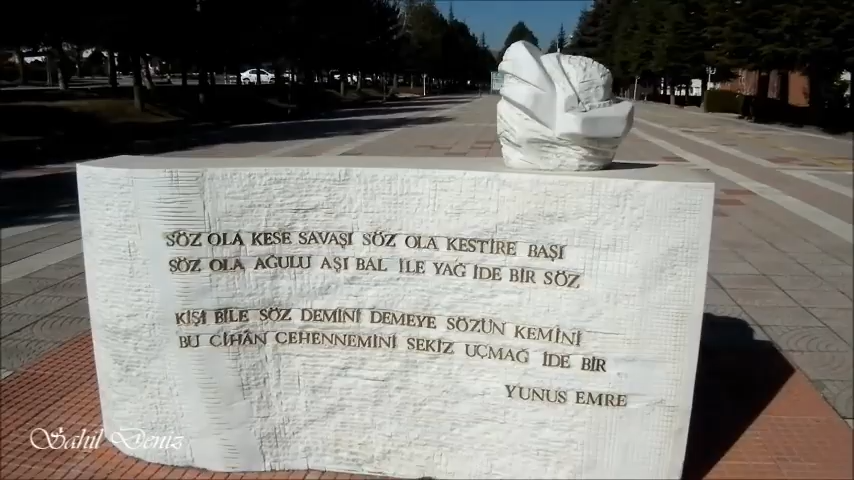 SÖZ OLA KESE SAVAŞI SÖZ OLA KESTİRE BAŞI
SÖZ OLA AĞULU AŞI BAL İLE YAĞ İDE BİR SÖZ
KİŞİ BİLE SÖZ DEMİNİ DEMEYE SÖZÜN KEMİNİ
BU CİHÂN CEHENNEMİNİ SEKİZ UÇMAĞ İDE BİR
YUNUS EMRE
Sahil Deniz